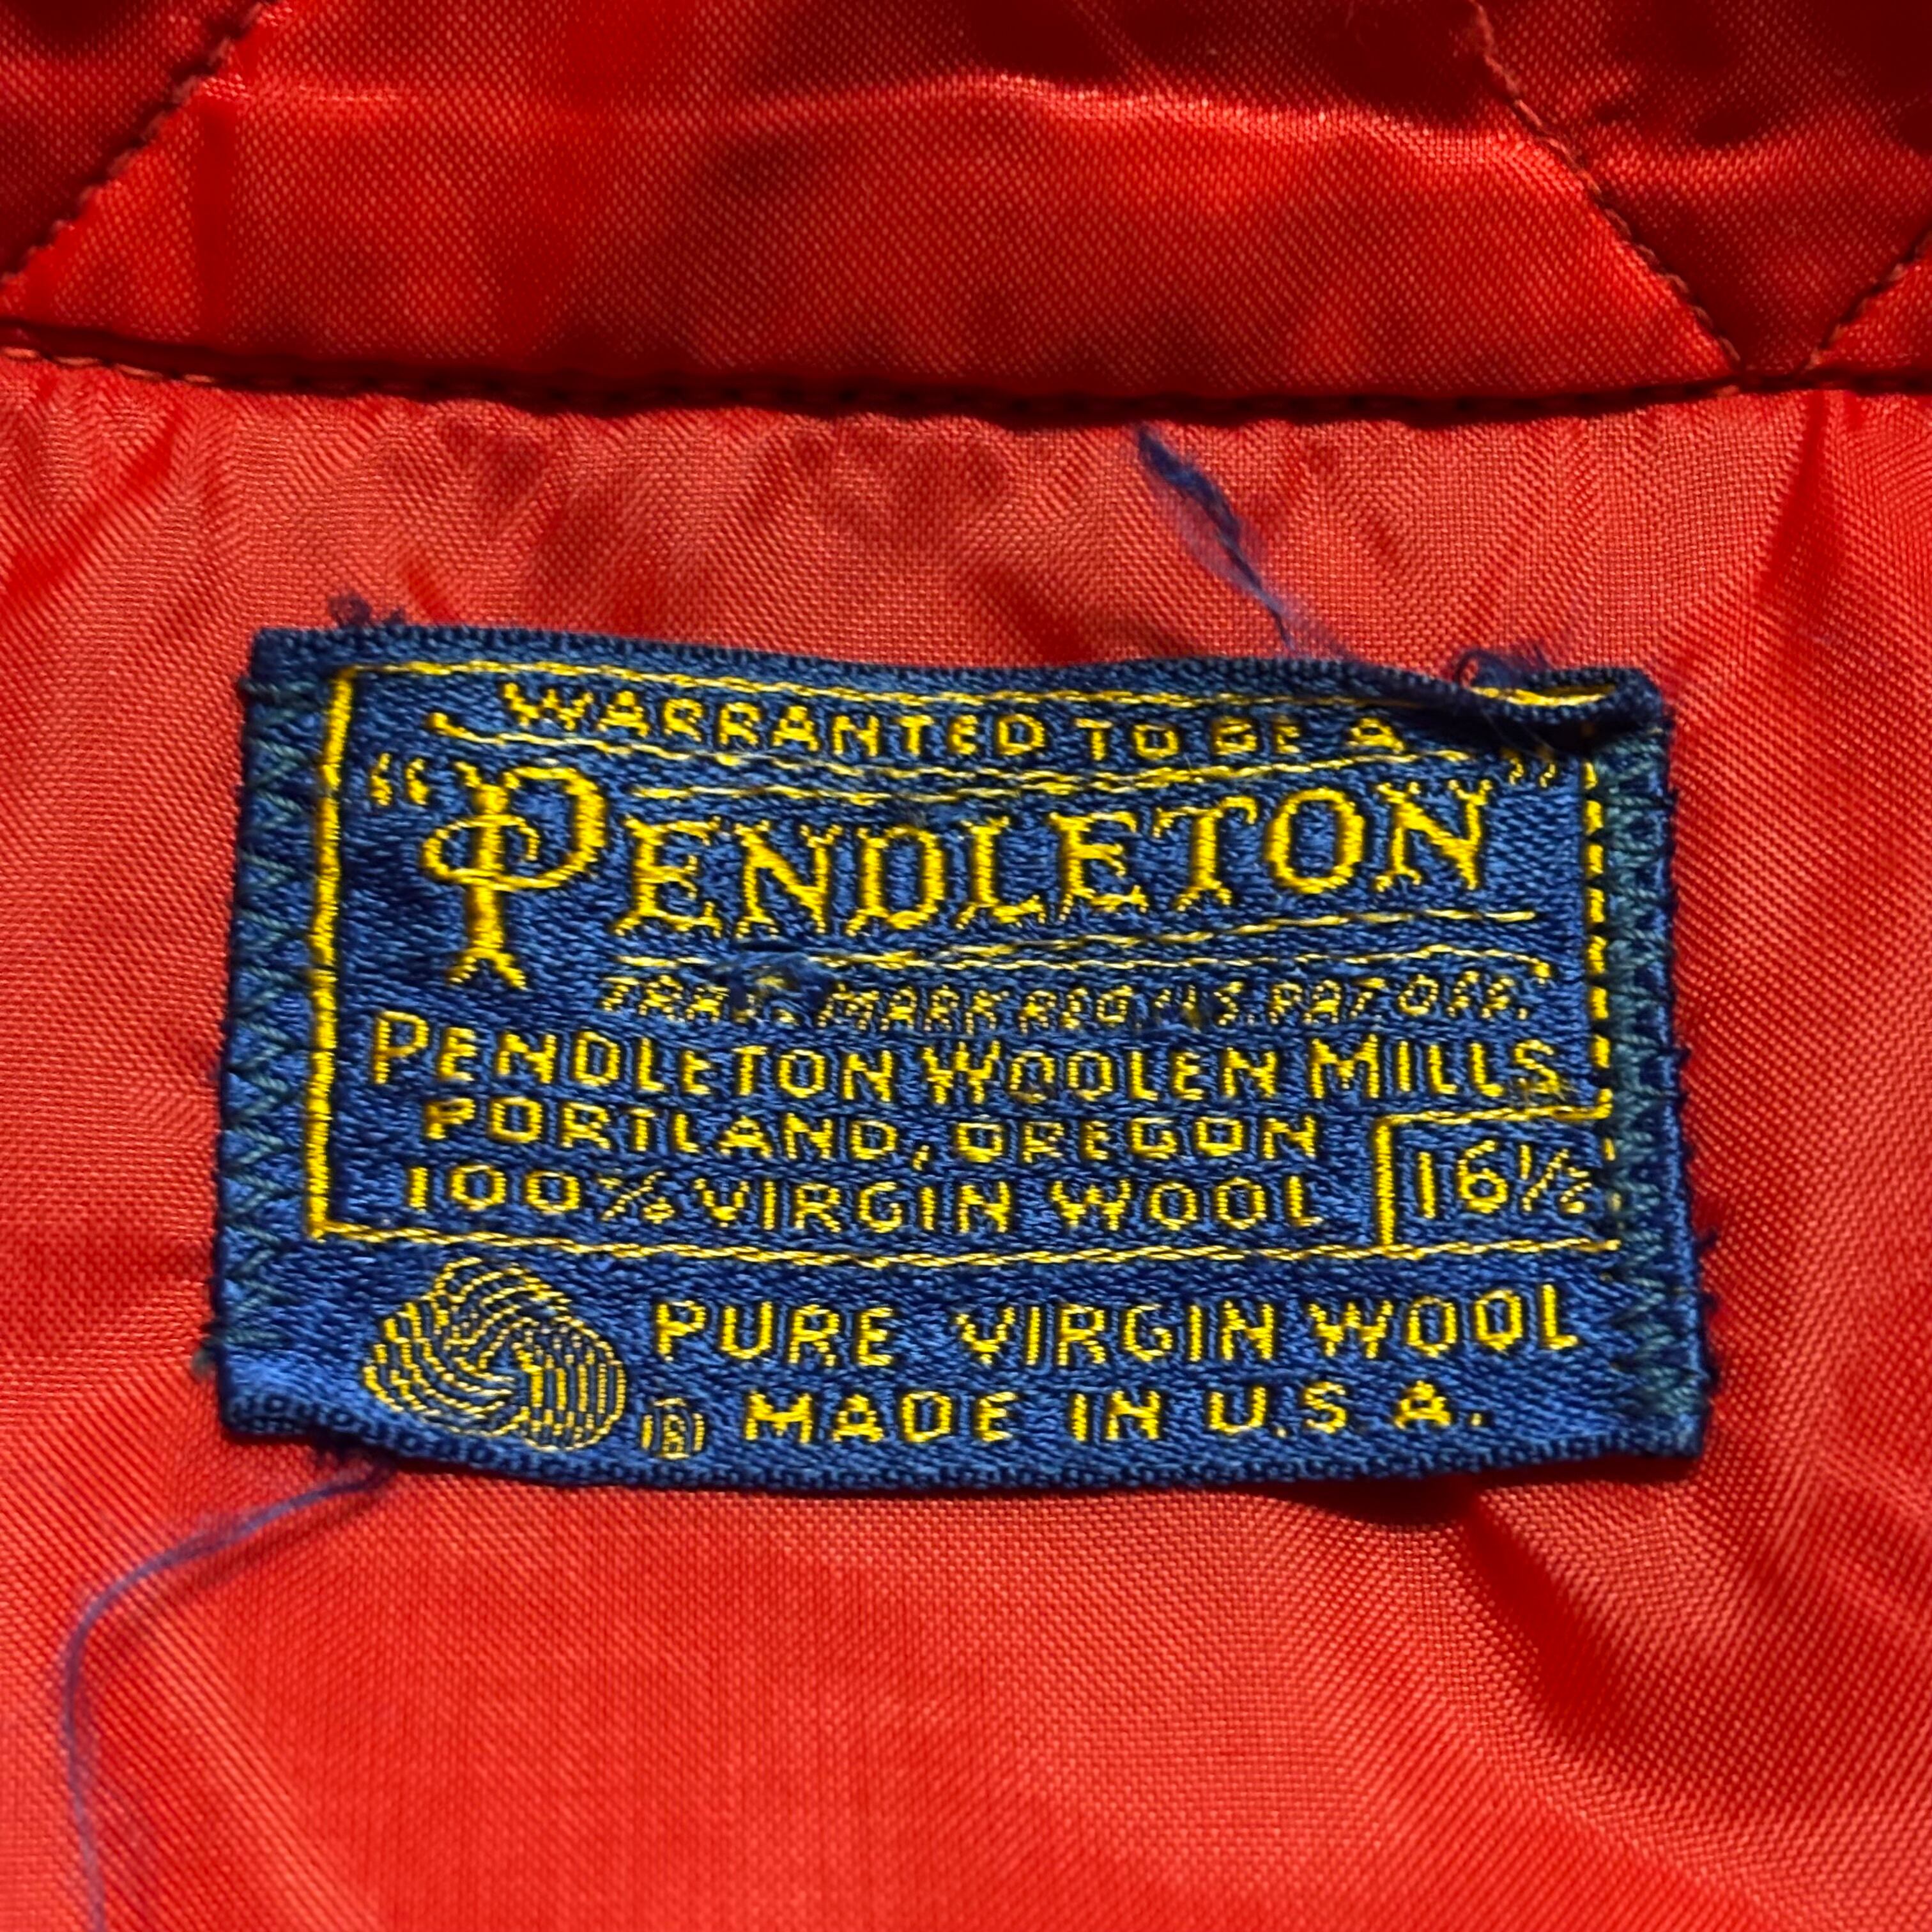 WARRANTED TO BE A
"PENDLETON"
TRADE MARK REG. U.S. PAT. OFF.
PENDLETON WOOLEN MILLS
PORTLAND, OREGON
100% VIRGIN WOOL
16½
PURE VIRGIN WOOL
® MADE IN U.S.A.